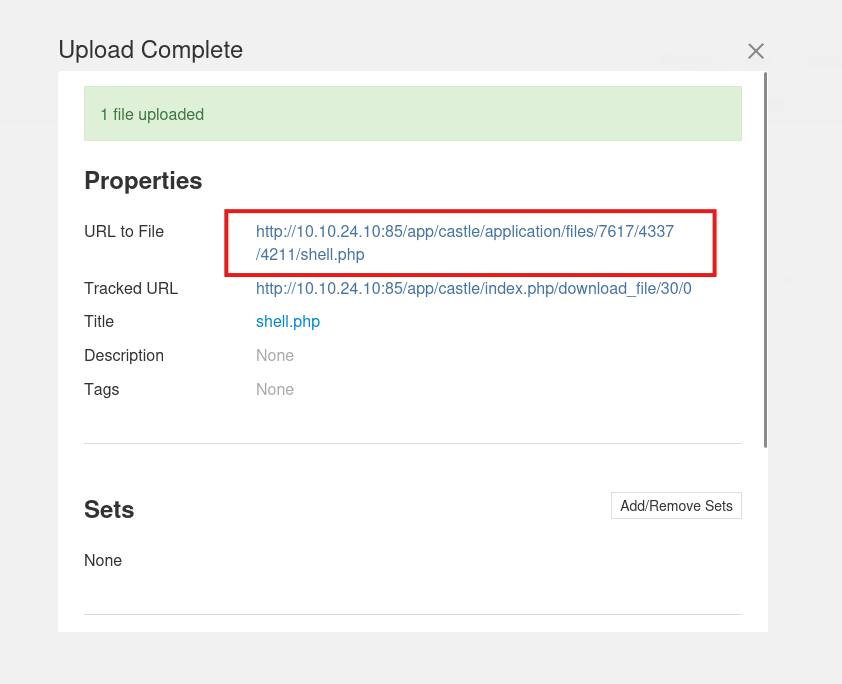 Upload Complete
1 file uploaded
Properties
URL to File
http://10.10.24.10:85/app/castle/application/files/7617/4337
/4211/shell.php
Tracked URL
http://10.10.24.10:85/app/castle/index.php/download_file/30/0
Title
shell.php
Description
None
Tags
None
Sets
Add/Remove Sets
None